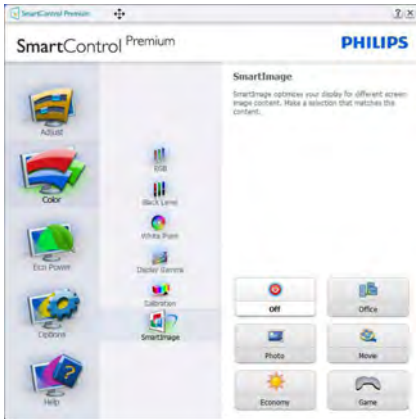 SmartControl Premium
? ×
SmartControl Premium
PHILIPS
Adjust
Color
Eco Power
Options
Help
RGB
Black Level
White Point
Display Gamma
Calibration
SmartImage
SmartImage
SmartImage optimizes your display for different screen
image content. Make a selection that matches the
content.
Off
Office
Photo
Movie
Economy
Game